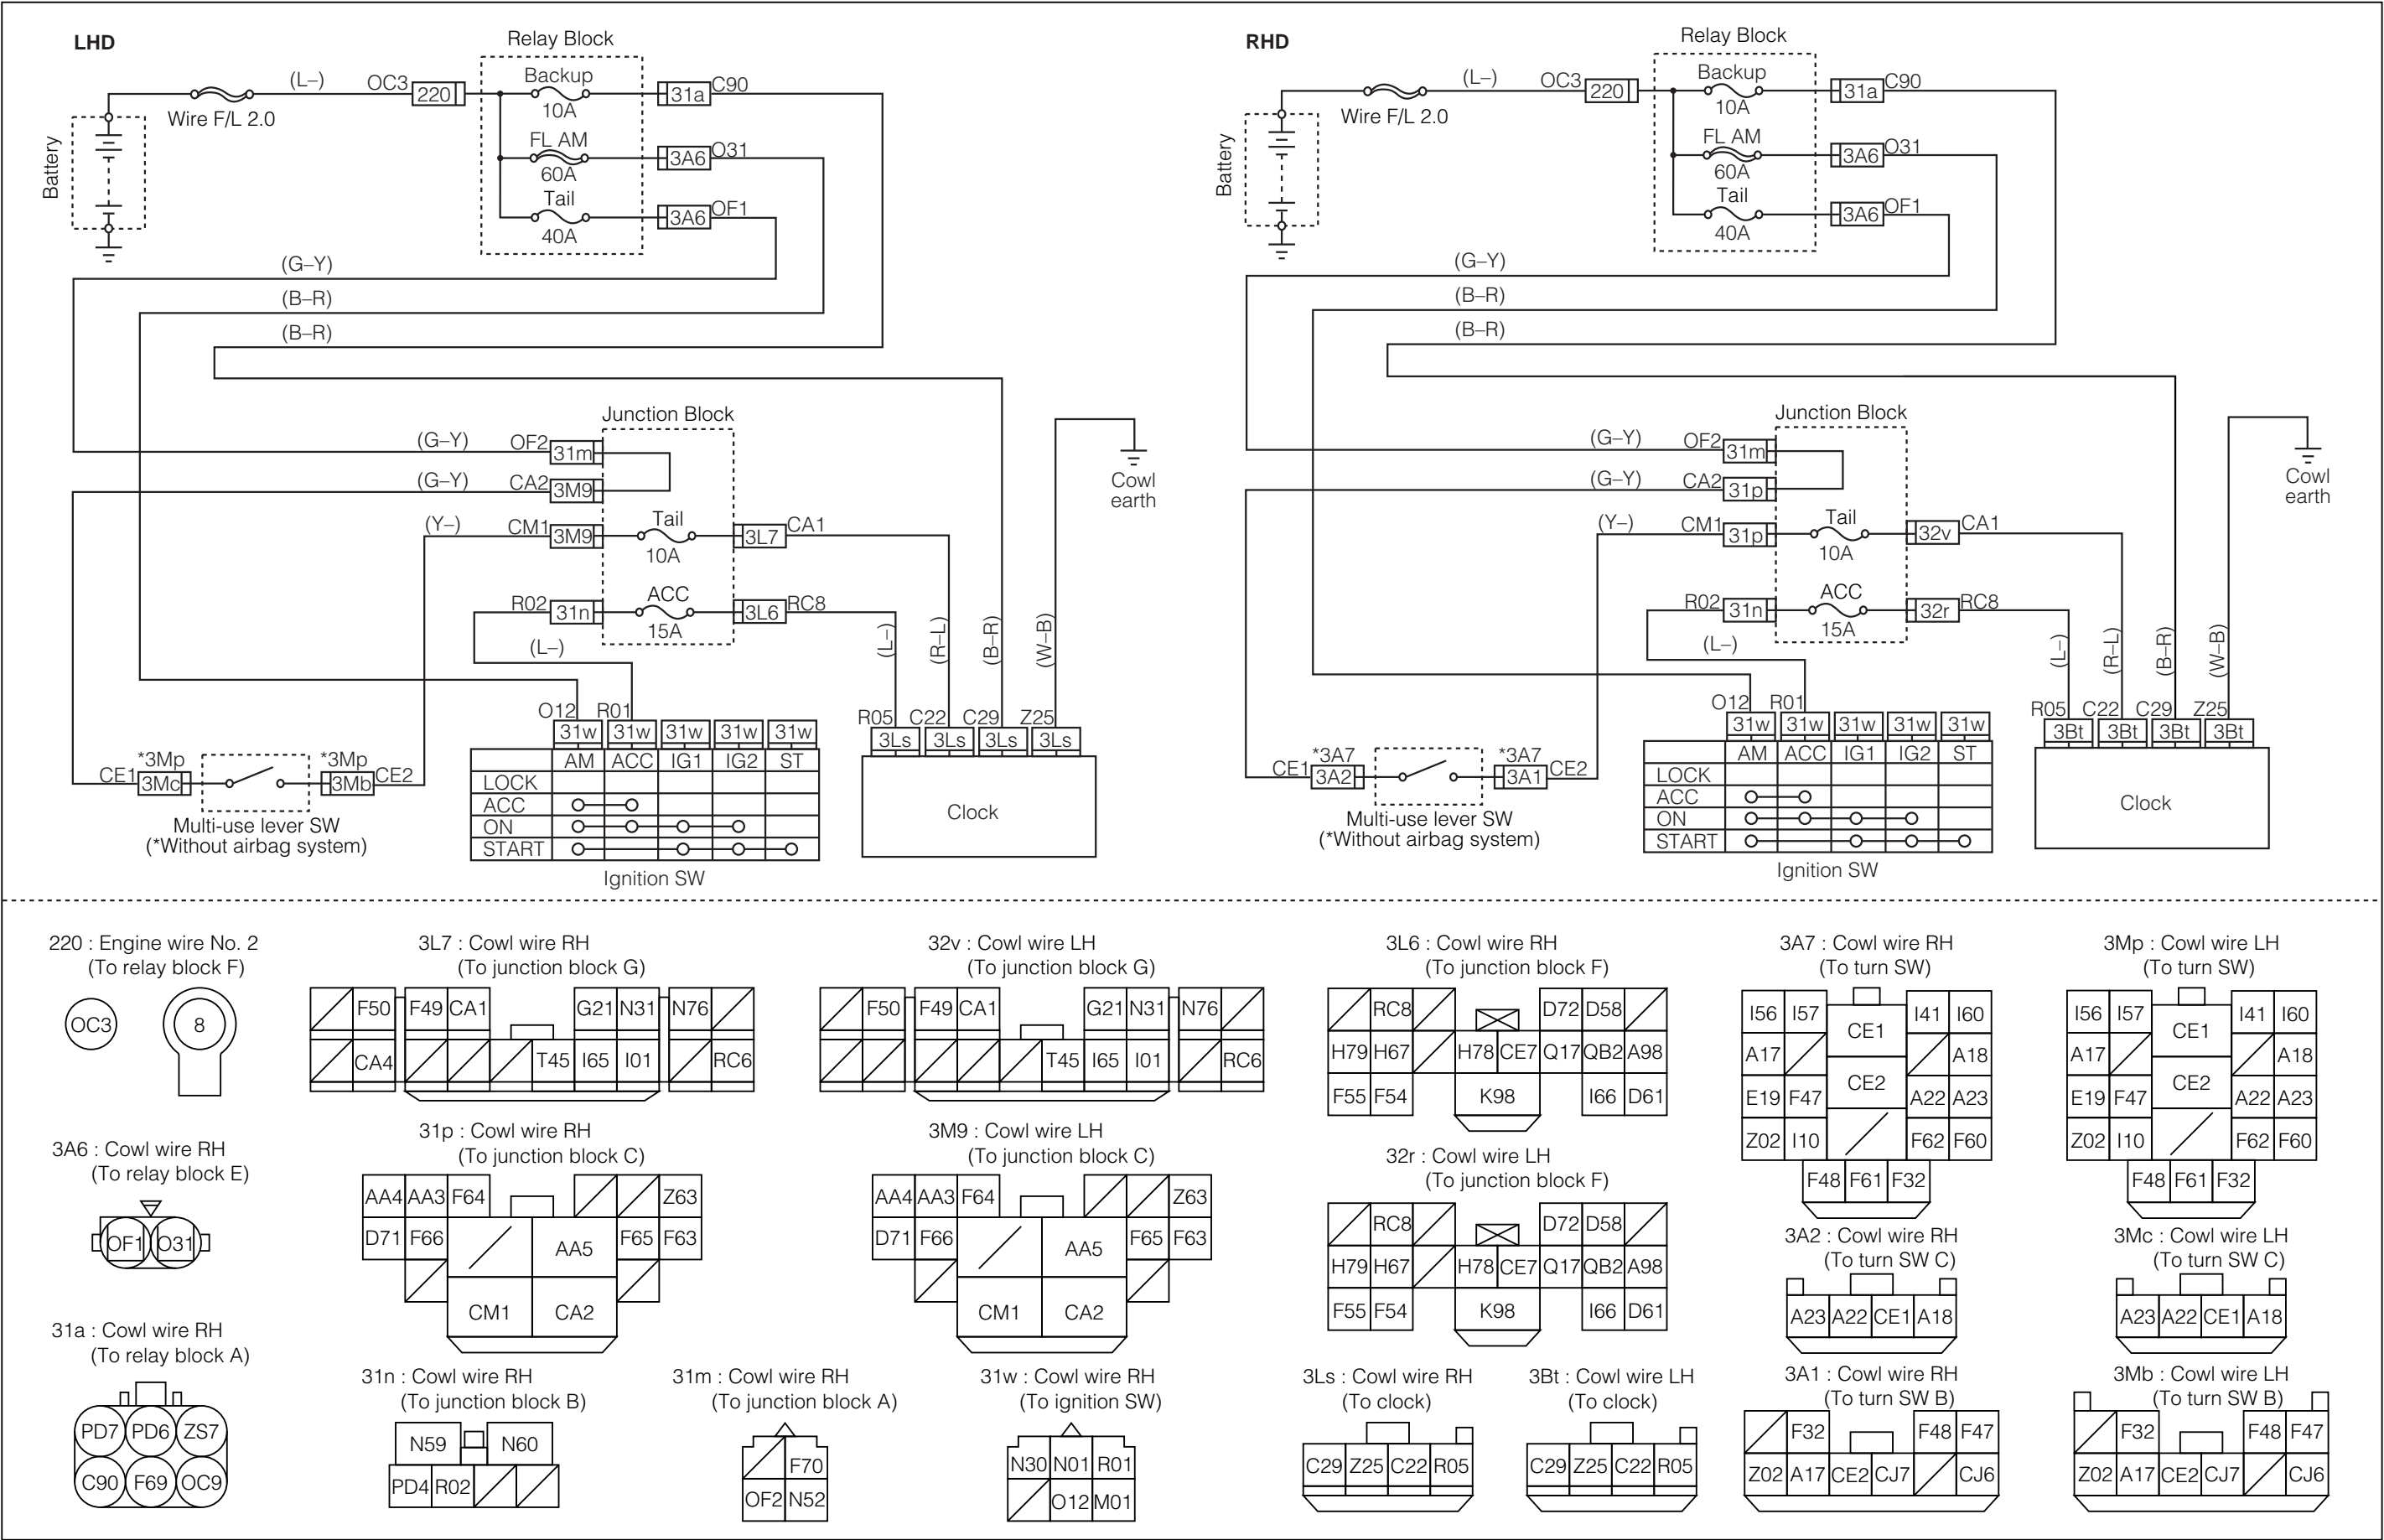 LHD
Relay Block
Backup
10A
(L–)
OC3
220
31a
C90
Wire F/L 2.0
FL AM
60A
3A6
O31
Tail
40A
3A6
OF1
Battery
(G–Y)
(B–R)
(B–R)
Junction Block
(G–Y)
OF2
31m
(G–Y)
CA2
3M9
(Y–)
CM1
3M9
Tail
10A
3L7
CA1
R02
31n
ACC
15A
3L6
RC8
(L–)
(L–)
(R–L)
(B–R)
(W–B)
Cowl
earth
O12
R01
31w
31w
31w
31w
31w
AM
ACC
IG1
IG2
ST
LOCK
ACC
ON
START
Ignition SW
R05
C22
C29
Z25
3Ls
3Ls
3Ls
3Ls
Clock
*3Mp
*3Mp
CE1
3Mc
3Mb
CE2
Multi-use lever SW
(*Without airbag system)
RHD
Relay Block
Backup
10A
(L–)
OC3
220
31a
C90
Wire F/L 2.0
FL AM
60A
3A6
O31
Tail
40A
3A6
OF1
Battery
(G–Y)
(B–R)
(B–R)
Junction Block
(G–Y)
OF2
31m
(G–Y)
CA2
31p
(Y–)
CM1
31p
Tail
10A
32v
CA1
R02
31n
ACC
15A
32r
RC8
(L–)
(L–)
(R–L)
(B–R)
(W–B)
Cowl
earth
O12
R01
31w
31w
31w
31w
31w
AM
ACC
IG1
IG2
ST
LOCK
ACC
ON
START
Ignition SW
R05
C22
C29
Z25
3Bt
3Bt
3Bt
3Bt
Clock
*3A7
*3A7
CE1
3A2
3A1
CE2
Multi-use lever SW
(*Without airbag system)
220 : Engine wire No. 2
(To relay block F)
OC3
8
3A6 : Cowl wire RH
(To relay block E)
OF1 O31
31a : Cowl wire RH
(To relay block A)
PD7 PD6 ZS7
C90 F69 OC9
3L7 : Cowl wire RH
(To junction block G)
F50 F49 CA1 G21 N31 N76
CA4 T45 I65 I01 RC6
32v : Cowl wire LH
(To junction block G)
F50 F49 CA1 G21 N31 N76
T45 I65 I01 RC6
31p : Cowl wire RH
(To junction block C)
AA4 AA3 F64 Z63
D71 F66 AA5 F65 F63
CM1 CA2
3M9 : Cowl wire LH
(To junction block C)
AA4 AA3 F64 Z63
D71 F66 AA5 F65 F63
CM1 CA2
31n : Cowl wire RH
(To junction block B)
N59 N60
PD4 R02
31m : Cowl wire RH
(To junction block A)
F70
OF2 N52
31w : Cowl wire RH
(To ignition SW)
N30 N01 R01
O12 M01
3L6 : Cowl wire RH
(To junction block F)
RC8 D72 D58
H79 H67 H78 CE7 Q17 QB2 A98
F55 F54 K98 I66 D61
32r : Cowl wire LH
(To junction block F)
RC8 D72 D58
H79 H67 H78 CE7 Q17 QB2 A98
F55 F54 K98 I66 D61
3Ls : Cowl wire RH
(To clock)
C29 Z25 C22 R05
3Bt : Cowl wire LH
(To clock)
C29 Z25 C22 R05
3A7 : Cowl wire RH
(To turn SW)
I56 I57 CE1 I41 I60
A17 A18
E19 F47 CE2 A22 A23
Z02 I10 F62 F60
F48 F61 F32
3Mp : Cowl wire LH
(To turn SW)
I56 I57 CE1 I41 I60
A17 A18
E19 F47 CE2 A22 A23
Z02 I10 F62 F60
F48 F61 F32
3A2 : Cowl wire RH
(To turn SW C)
A23 A22 CE1 A18
3Mc : Cowl wire LH
(To turn SW C)
A23 A22 CE1 A18
3A1 : Cowl wire RH
(To turn SW B)
F32 F48 F47
Z02 A17 CE2 CJ7 CJ6
3Mb : Cowl wire LH
(To turn SW B)
F32 F48 F47
Z02 A17 CE2 CJ7 CJ6